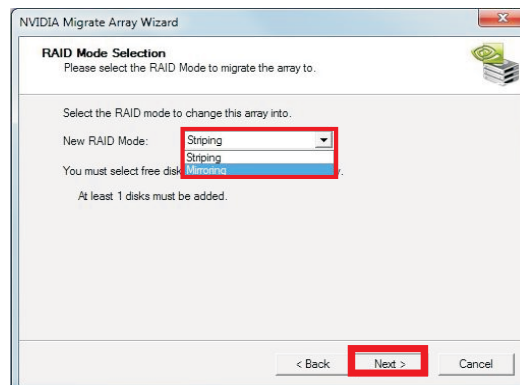 NVIDIA Migrate Array Wizard
RAID Mode Selection
Please select the RAID Mode to migrate the array to.
Select the RAID mode to change this array into.
New RAID Mode: Striping
Striping
You must select free disk Mirroring y.
At least 1 disks must be added.
< Back Next > Cancel